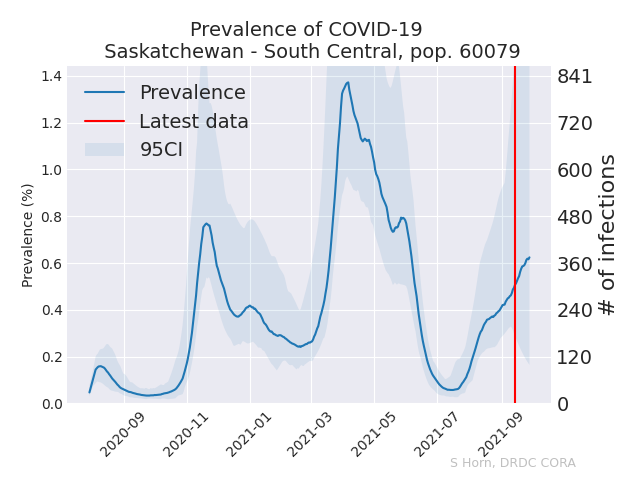 Prevalence of COVID-19
Saskatchewan - South Central, pop. 60079
Prevalence
Latest data
95CI
Prevalence (%)
1.4
1.2
1.0
0.8
0.6
0.4
0.2
0.0
841
720
600
480
360
240
120
0
# of infections
2020-09
2020-11
2021-01
2021-03
2021-05
2021-07
2021-09
S Horn, DRDC CORA